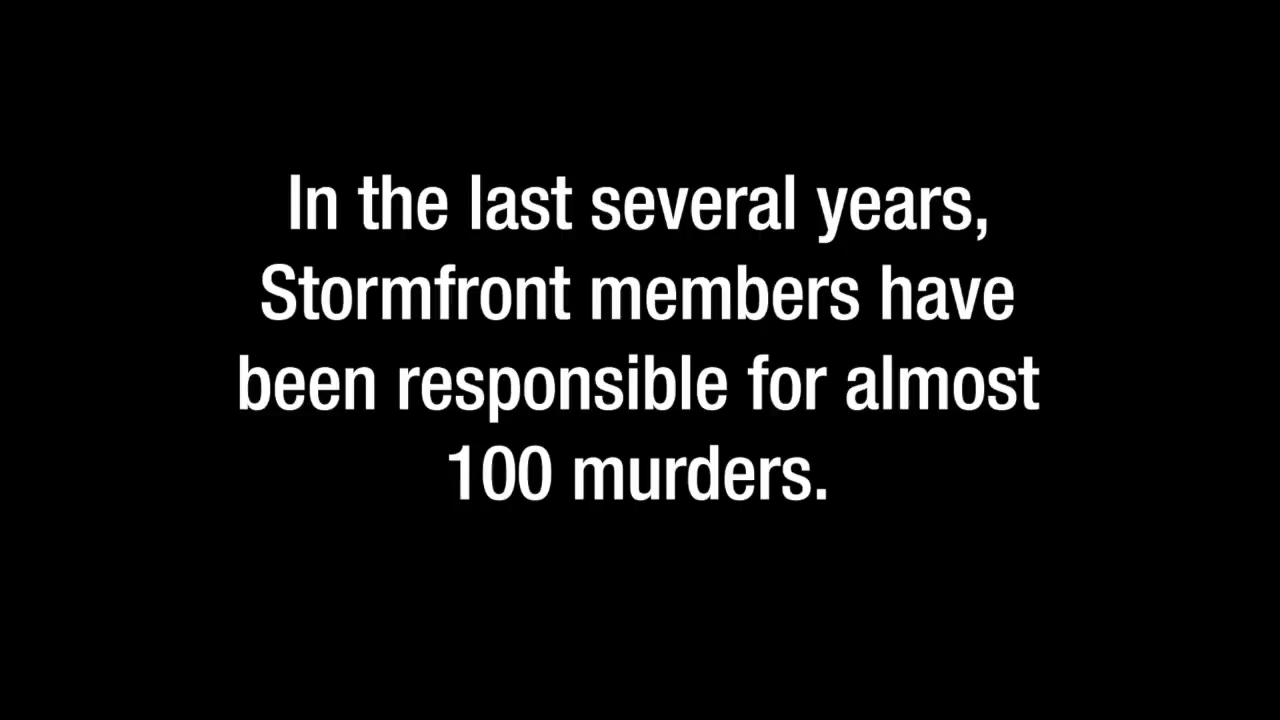 In the last several years,
Stormfront members have
been responsible for almost
100 murders.